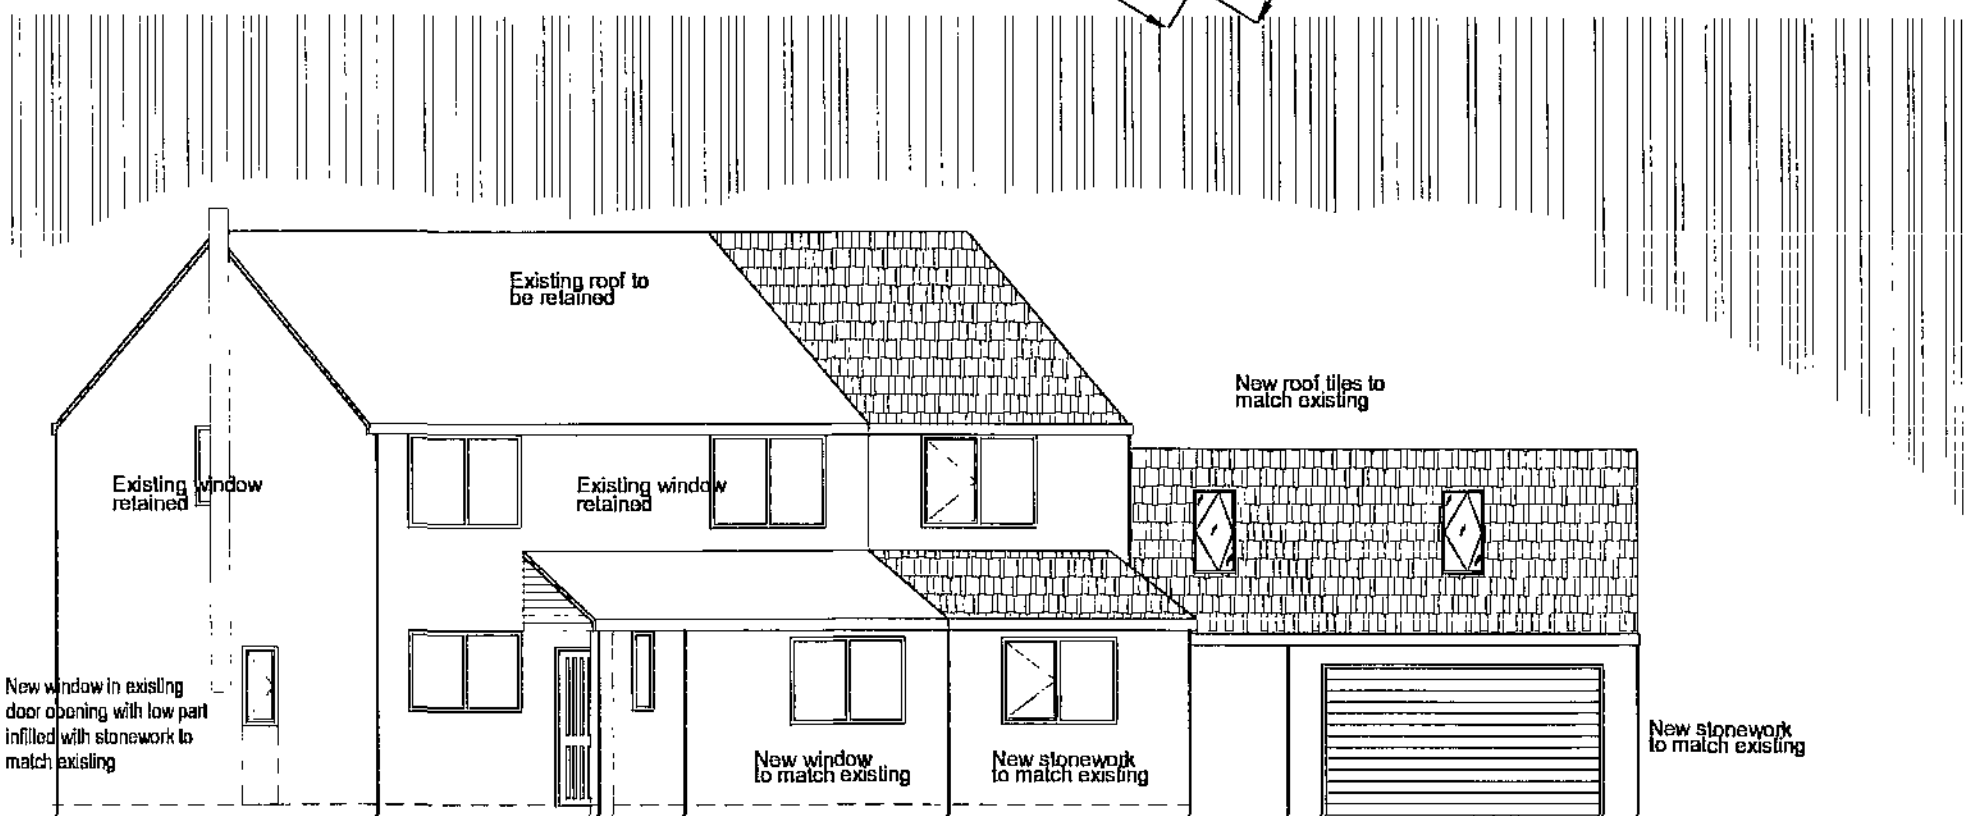 Existing roof to
be retained
New roof tiles to
match existing
Existing window
retained
Existing window
retained
New window in existing
door opening with low part
infilled with stonework to
match existing
New window
to match existing
New stonework
to match existing
New stonework
to match existing